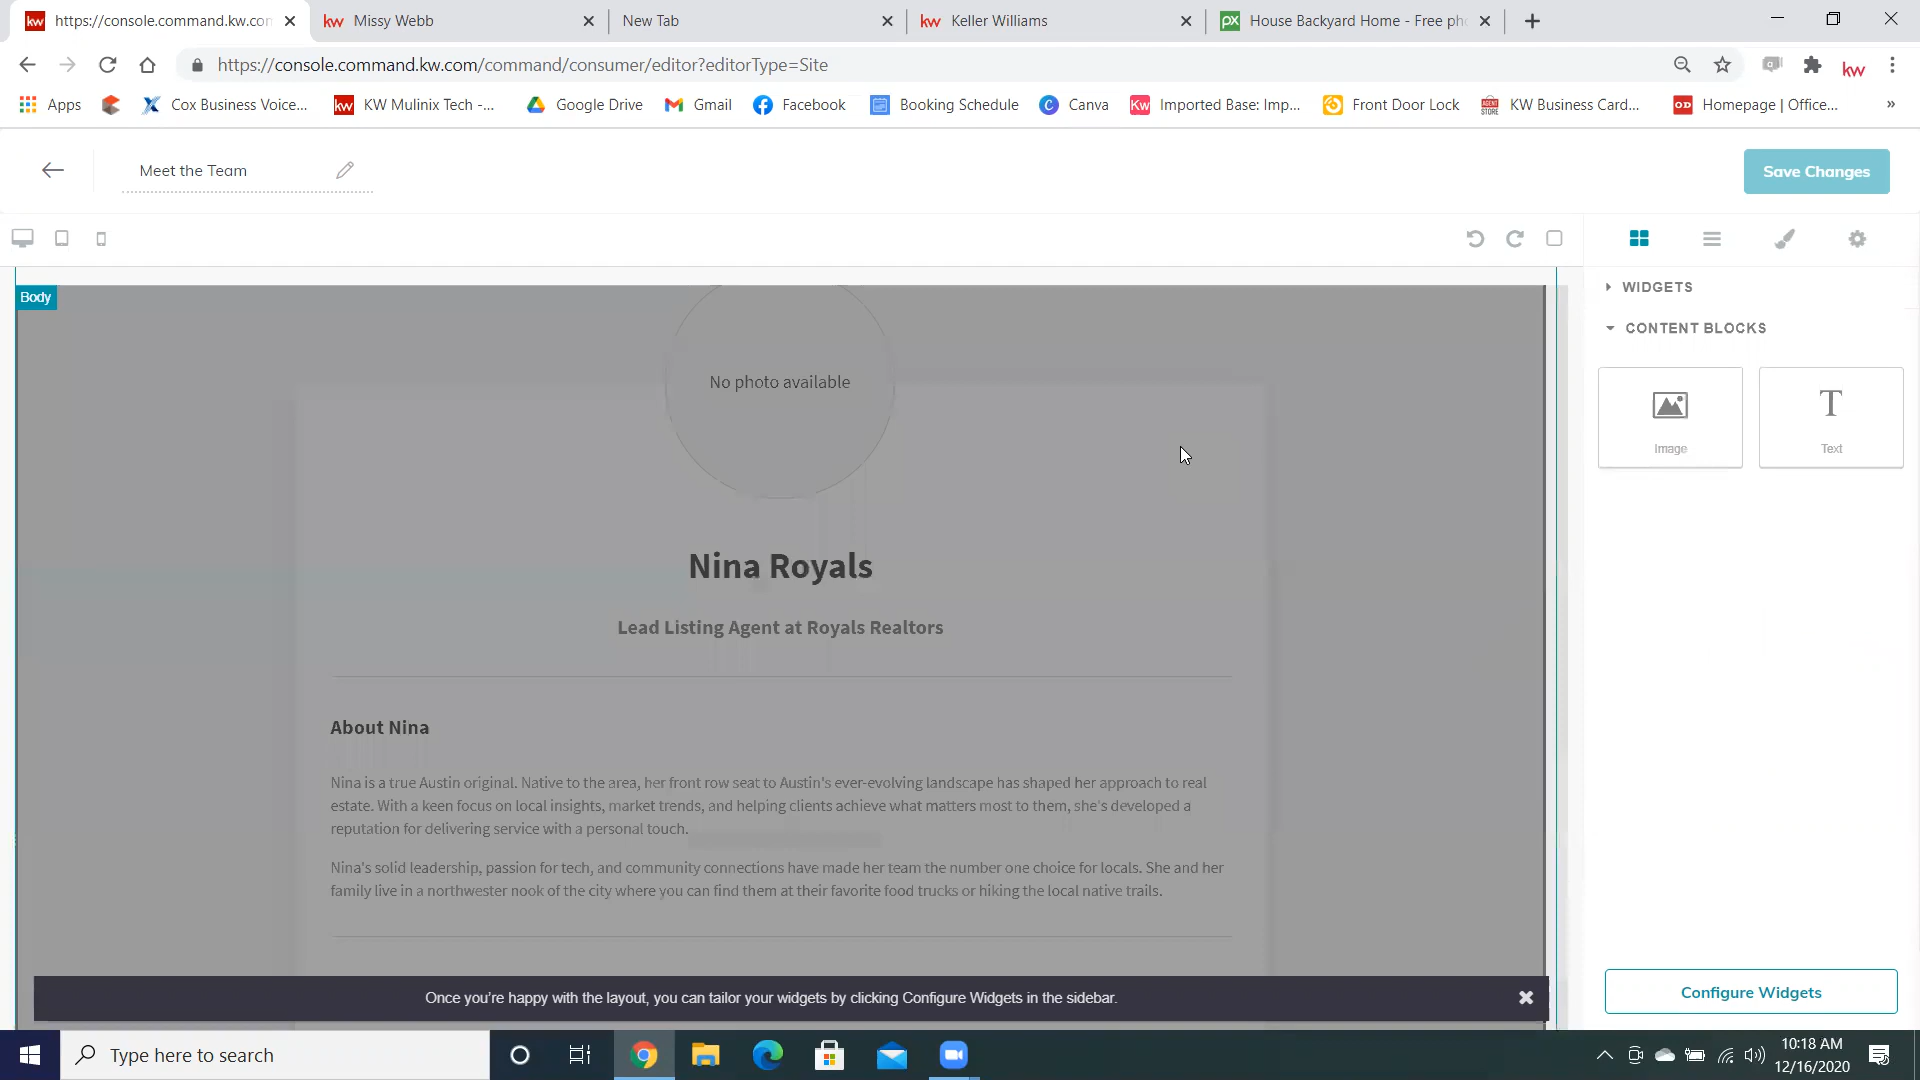 https://console.command.kw.com
Missy Webb
New Tab
Keller Williams
House Backyard Home - Free pho
https://console.command.kw.com/command/consumer/editor?editorType=Site
Apps
Cox Business Voice...
KW Mulinix Tech -...
Google Drive
Gmail
Facebook
Booking Schedule
Canva
Imported Base: Imp...
Front Door Lock
KW Business Card...
Homepage | Office...
»
Meet the Team
Save Changes
Body
WIDGETS
CONTENT BLOCKS
Image
Text
No photo available
Nina Royals
Lead Listing Agent at Royals Realtors
About Nina
Nina is a true Austin original. Native to the area, her front row seat to Austin's ever-evolving landscape has shaped her approach to real
estate. With a keen focus on local insights, market trends, and helping clients achieve what matters most to them, she's developed a
reputation for delivering service with a personal touch.
Nina's solid leadership, passion for tech, and community connections have made her team the number one choice for locals. She and her
family live in a northwester nook of the city where you can find them at their favorite food trucks or hiking the local native trails.
Once you're happy with the layout, you can tailor your widgets by clicking Configure Widgets in the sidebar.
Configure Widgets
Type here to search
10:18 AM
12/16/2020